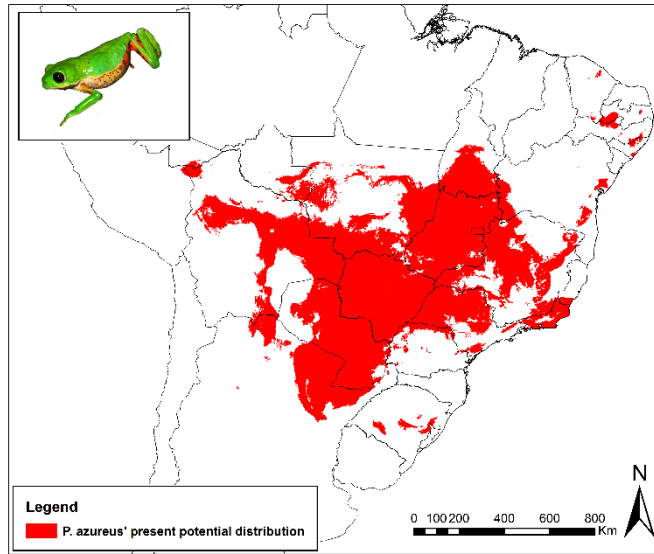 N
Legend
P. azureus' present potential distribution
0 100 200 400 600 800
Km